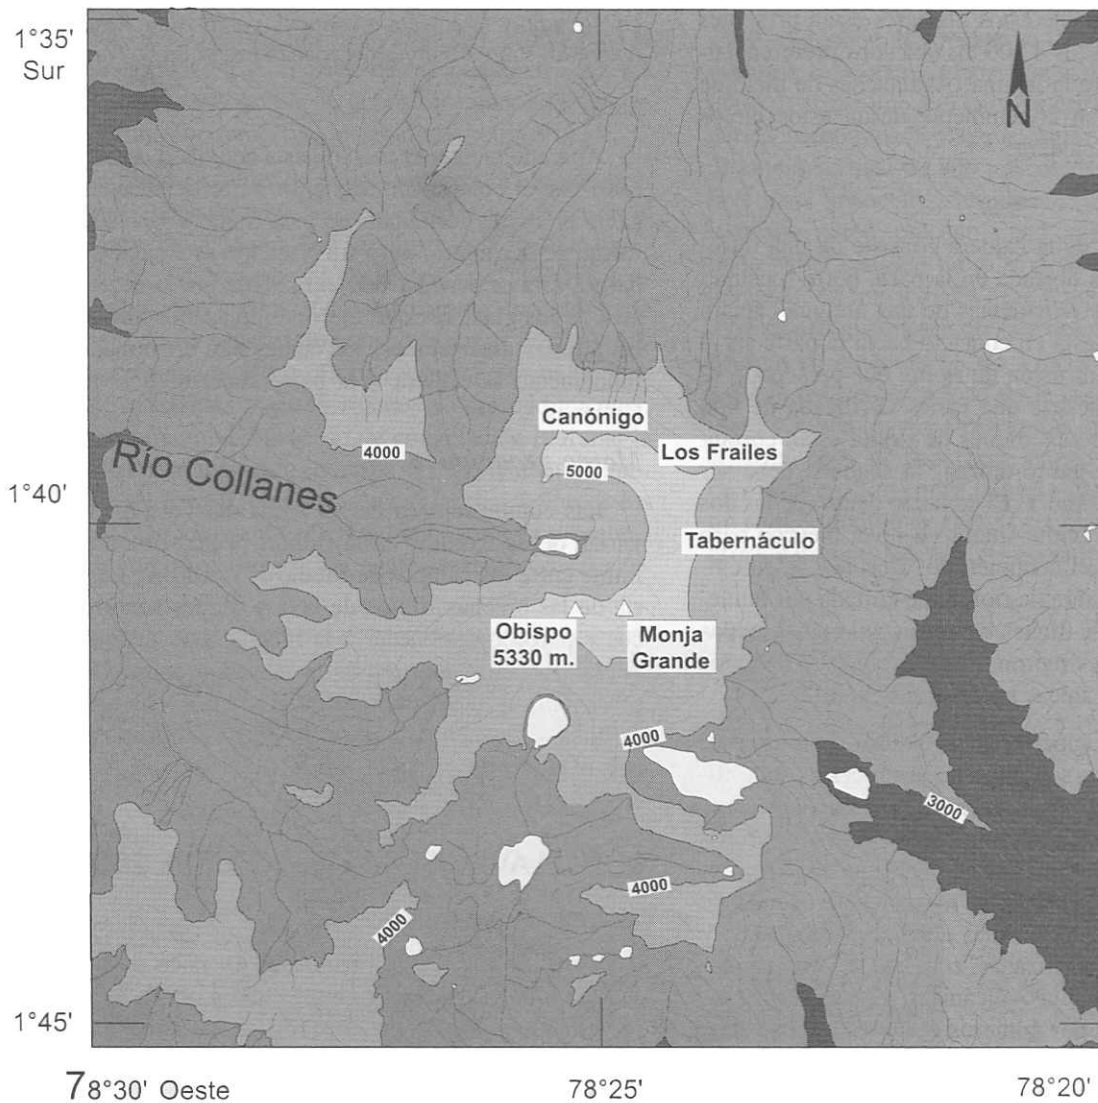 1°35'
Sur
N
Canónigo
Los Frailes
4000
5000
Río Collanes
1°40'
Tabernáculo
Obispo
5330 m.
Monja
Grande
4000
3000
4000
4000
1°45'
78°30' Oeste
78°25'
78°20'